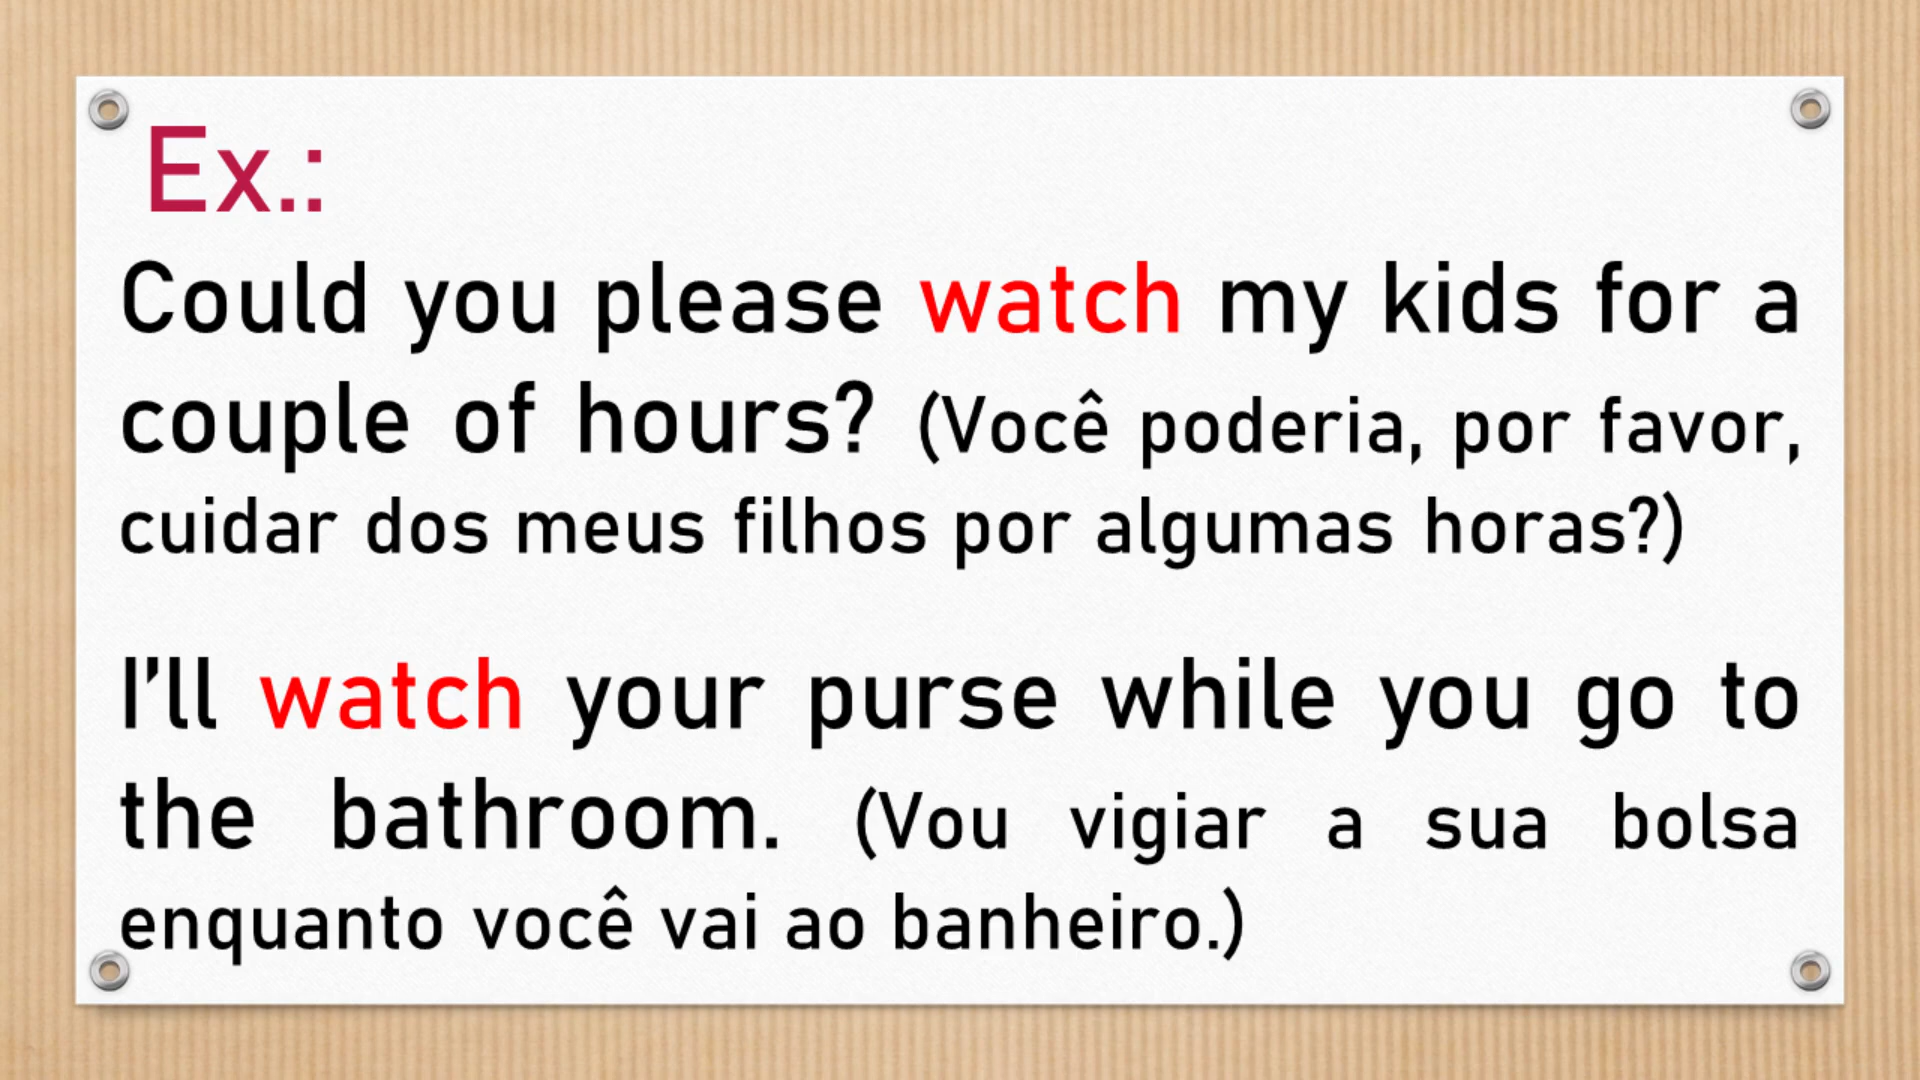 Ex.:
Could you please watch my kids for a
couple of hours? (Você poderia, por favor,
cuidar dos meus filhos por algumas horas?)
I'll watch your purse while you go to
the bathroom. (Vou vigiar a sua bolsa
enquanto você vai ao banheiro.)